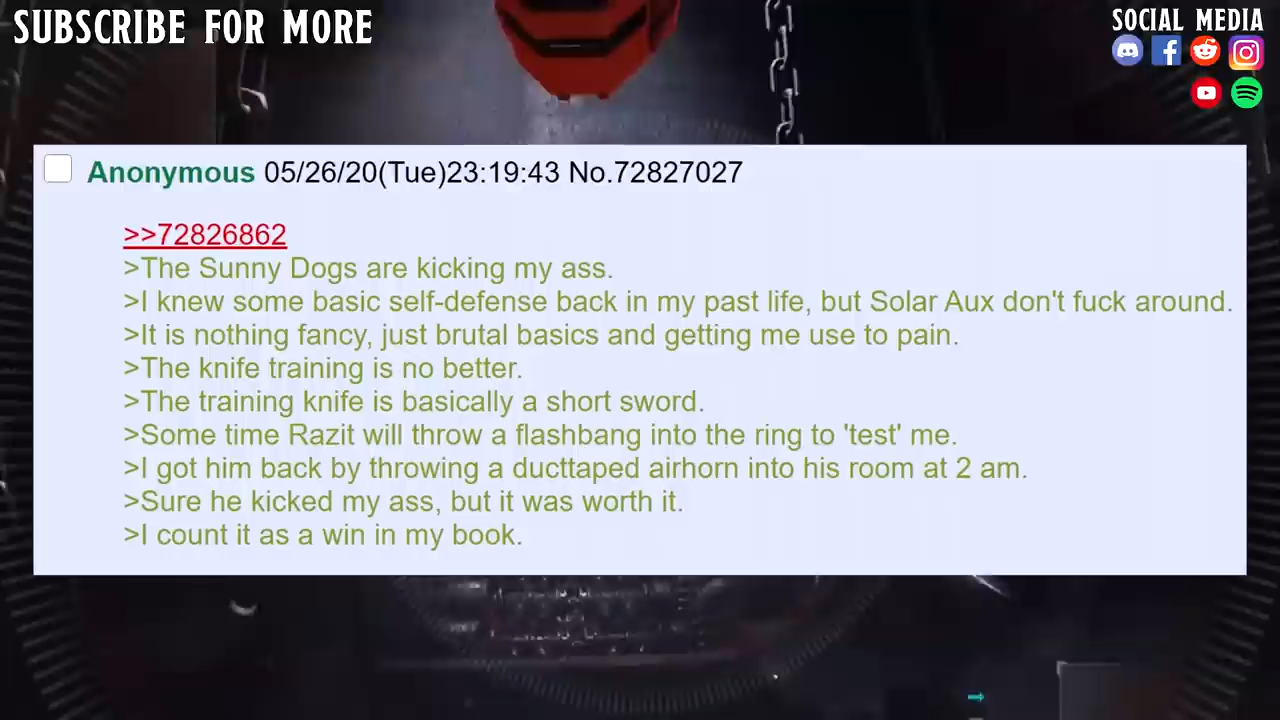 SUBSCRIBE FOR MORE
SOCIAL MEDIA
Anonymous 05/26/20(Tue)23:19:43 No.72827027
>>72826862
>The Sunny Dogs are kicking my ass.
>I knew some basic self-defense back in my past life, but Solar Aux don't fuck around.
>It is nothing fancy, just brutal basics and getting me use to pain.
>The knife training is no better.
>The training knife is basically a short sword.
>Some time Razit will throw a flashbang into the ring to 'test' me.
>I got him back by throwing a ducttaped airhorn into his room at 2 am.
>Sure he kicked my ass, but it was worth it.
>I count it as a win in my book.